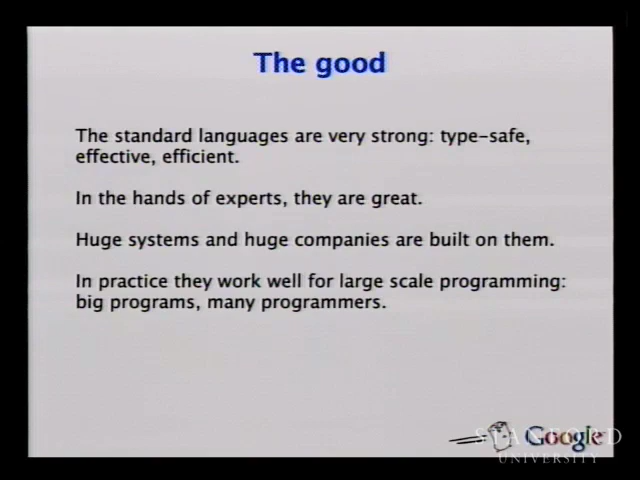 The good
The standard languages are very strong: type-safe,
effective, efficient.
In the hands of experts, they are great.
Huge systems and huge companies are built on them.
In practice they work well for large scale programming:
big programs, many programmers.
Google
STANFORD
UNIVERSITY